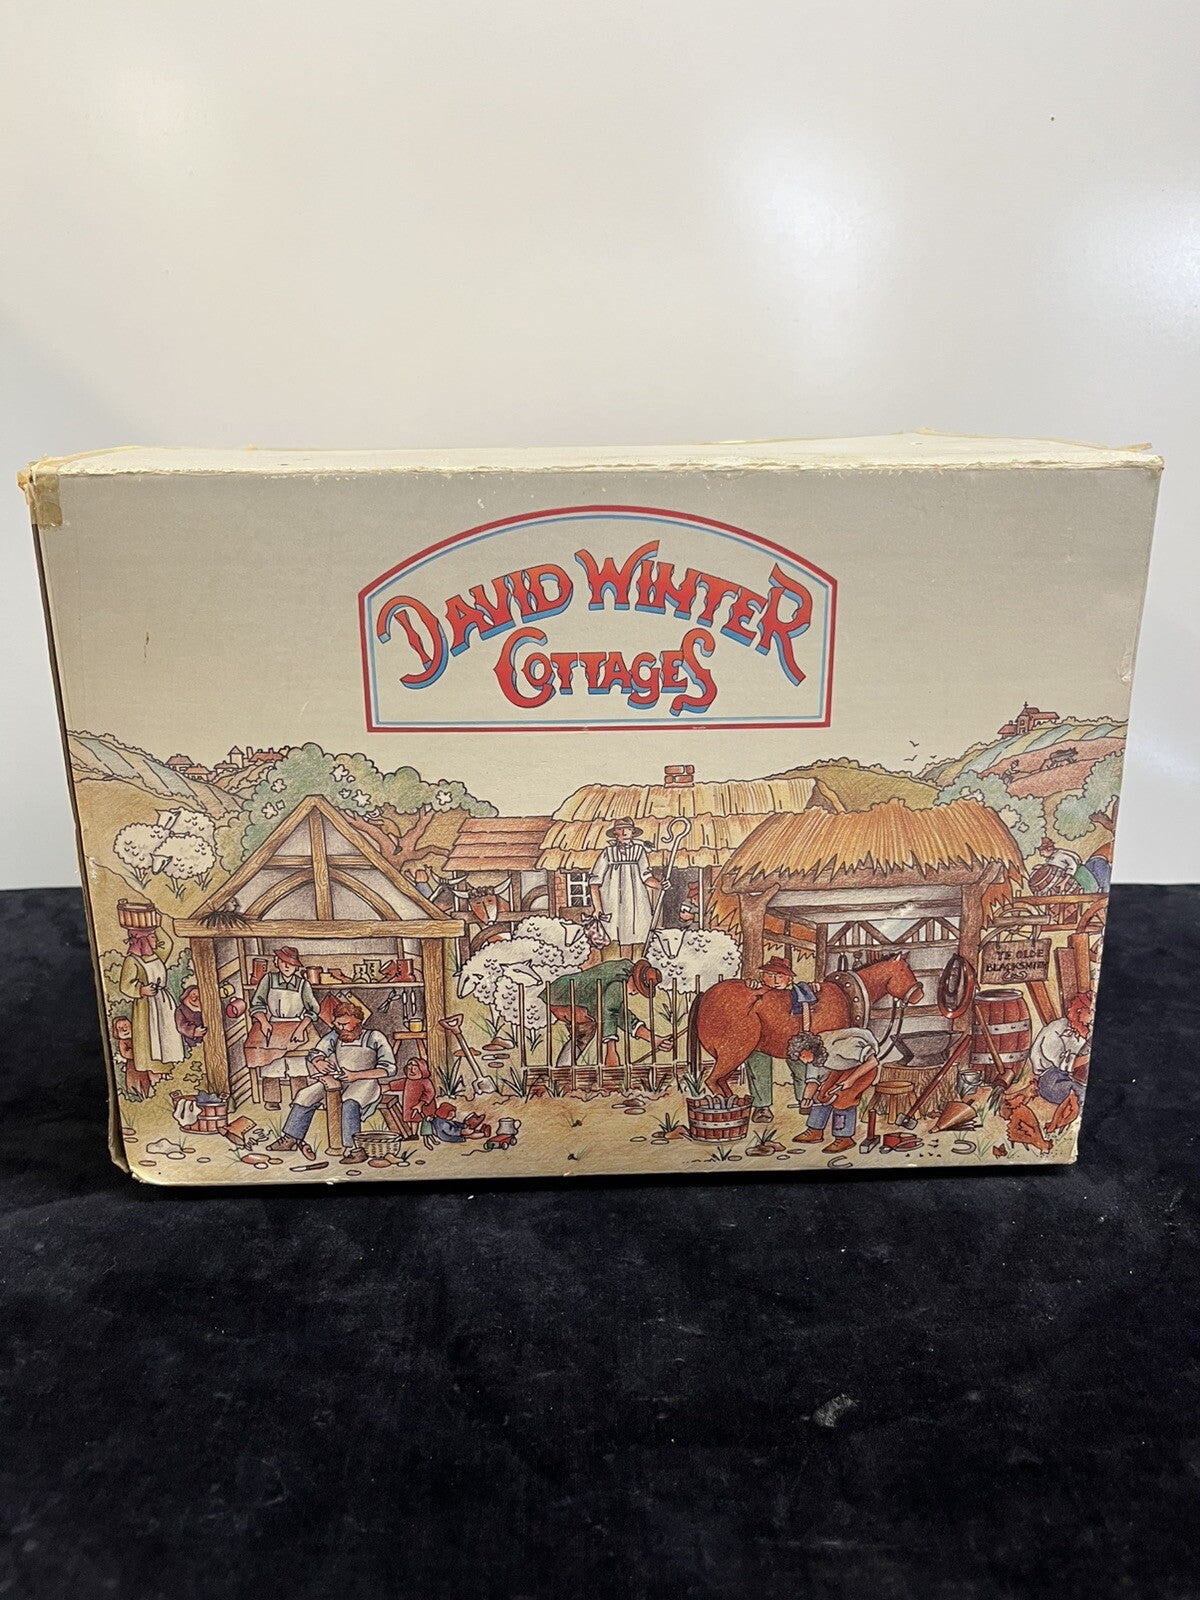 DAVID WINTER
COTTAGES
YE OLDE
BLACKSMITH